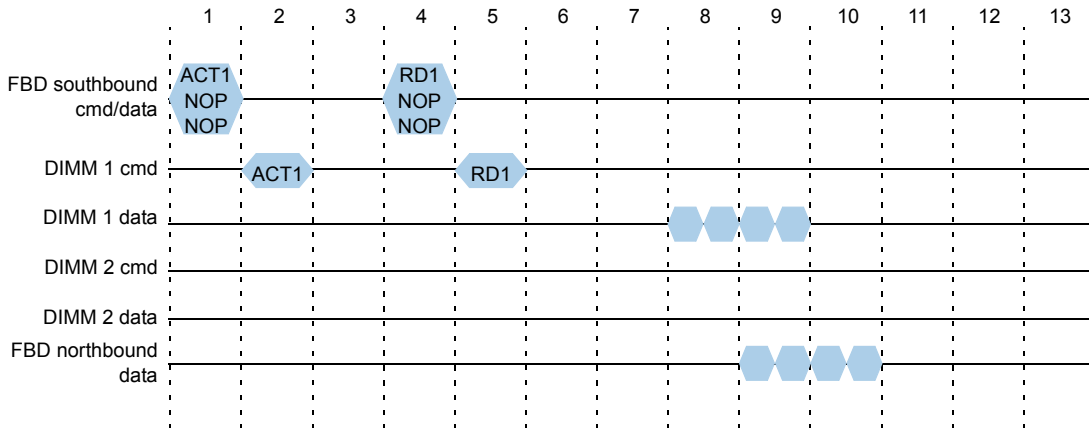 1 2 3 4 5 6 7 8 9 10 11 12 13
ACT1 RD1
FBD southbound
cmd/data
NOP NOP
NOP NOP
DIMM 1 cmd
ACT1 RD1
DIMM 1 data
DIMM 2 cmd
DIMM 2 data
FBD northbound
data